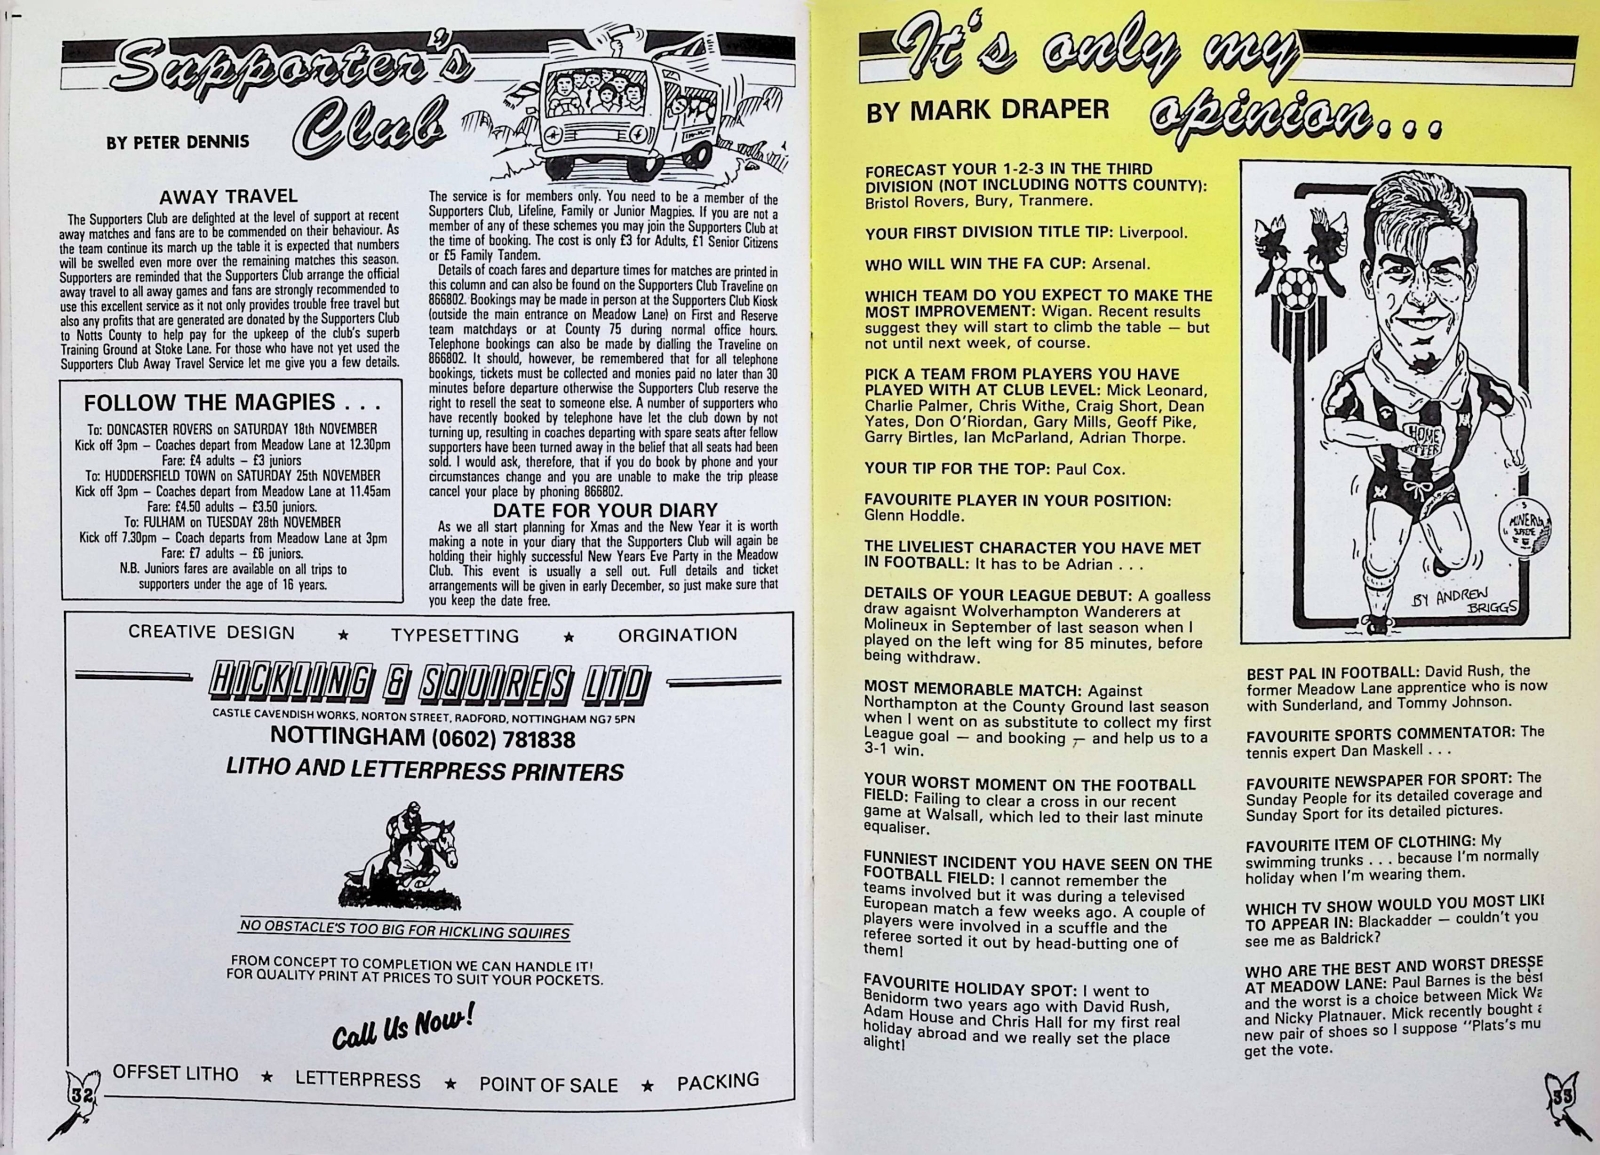 Supporter's
Club
BY PETER DENNIS
AWAY TRAVEL
The Supporters Club are delighted at the level of support at recent
away matches and fans are to be commended on their behaviour. As
the team continue its march up the table it is expected that numbers
will be swelled even more over the remaining matches this season.
Supporters are reminded that the Supporters Club arrange the official
away travel to all away games and fans are strongly recommended to
use this excellent service as it not only provides trouble free travel but
also any profits that are generated are donated by the Supporters Club
to Notts County to help pay for the upkeep of the club's superb
Training Ground at Stoke Lane. For those who have not yet used the
Supporters Club Away Travel Service let me give you a few details.
FOLLOW THE MAGPIES . . .
To: DONCASTER ROVERS on SATURDAY 18th NOVEMBER
Kick off 3pm – Coaches depart from Meadow Lane at 12.30pm
Fare: £4 adults – £3 juniors
To: HUDDERSFIELD TOWN on SATURDAY 25th NOVEMBER
Kick off 3pm – Coaches depart from Meadow Lane at 11.45am
Fare: £4.50 adults – £3.50 juniors.
To: FULHAM on TUESDAY 28th NOVEMBER
Kick off 7.30pm – Coach departs from Meadow Lane at 3pm
Fare: £7 adults – £6 juniors.
N.B. Juniors fares are available on all trips to
supporters under the age of 16 years.
The service is for members only. You need to be a member of the
Supporters Club, Lifeline, Family or Junior Magpies. If you are not a
member of any of these schemes you may join the Supporters Club at
the time of booking. The cost is only £3 for Adults, £1 Senior Citizens
or £5 Family Tandem.
Details of coach fares and departure times for matches are printed in
this column and can also be found on the Supporters Club Traveline on
866802. Bookings may be made in person at the Supporters Club Kiosk
(outside the main entrance on Meadow Lane) on First and Reserve
team matchdays or at County 75 during normal office hours.
Telephone bookings can also be made by dialling the Traveline on
866802. It should, however, be remembered that for all telephone
bookings, tickets must be collected and monies paid no later than 30
minutes before departure otherwise the Supporters Club reserve the
right to resell the seat to someone else. A number of supporters who
have recently booked by telephone have let the club down by not
turning up, resulting in coaches departing with spare seats after fellow
supporters have been turned away in the belief that all seats had been
sold. I would ask, therefore, that if you do book by phone and your
circumstances change and you are unable to make the trip please
cancel your place by phoning 866802.
DATE FOR YOUR DIARY
As we all start planning for Xmas and the New Year it is worth
making a note in your diary that the Supporters Club will again be
holding their highly successful New Years Eve Party in the Meadow
Club. This event is usually a sell out. Full details and ticket
arrangements will be given in early December, so just make sure that
you keep the date free.
CREATIVE DESIGN ★ TYPESETTING ★ ORGINATION
HICKLING & SQUIRES LTD
CASTLE CAVENDISH WORKS, NORTON STREET, RADFORD, NOTTINGHAM NG7 5PN
NOTTINGHAM (0602) 781838
LITHO AND LETTERPRESS PRINTERS
NO OBSTACLE'S TOO BIG FOR HICKLING SQUIRES
FROM CONCEPT TO COMPLETION WE CAN HANDLE IT!
FOR QUALITY PRINT AT PRICES TO SUIT YOUR POCKETS.
Call Us Now!
OFFSET LITHO ★ LETTERPRESS ★ POINT OF SALE ★ PACKING
32
It's only my
opinion...
BY MARK DRAPER
FORECAST YOUR 1-2-3 IN THE THIRD
DIVISION (NOT INCLUDING NOTTS COUNTY):
Bristol Rovers, Bury, Tranmere.
YOUR FIRST DIVISION TITLE TIP: Liverpool.
WHO WILL WIN THE FA CUP: Arsenal.
WHICH TEAM DO YOU EXPECT TO MAKE THE
MOST IMPROVEMENT: Wigan. Recent results
suggest they will start to climb the table — but
not until next week, of course.
PICK A TEAM FROM PLAYERS YOU HAVE
PLAYED WITH AT CLUB LEVEL: Mick Leonard,
Charlie Palmer, Chris Withe, Craig Short, Dean
Yates, Don O'Riordan, Gary Mills, Geoff Pike,
Garry Birtles, Ian McParland, Adrian Thorpe.
YOUR TIP FOR THE TOP: Paul Cox.
FAVOURITE PLAYER IN YOUR POSITION:
Glenn Hoddle.
THE LIVELIEST CHARACTER YOU HAVE MET
IN FOOTBALL: It has to be Adrian . . .
DETAILS OF YOUR LEAGUE DEBUT: A goalless
draw agaisnt Wolverhampton Wanderers at
Molineux in September of last season when I
played on the left wing for 85 minutes, before
being withdraw.
MOST MEMORABLE MATCH: Against
Northampton at the County Ground last season
when I went on as substitute to collect my first
League goal — and booking — and help us to a
3-1 win.
YOUR WORST MOMENT ON THE FOOTBALL
FIELD: Failing to clear a cross in our recent
game at Walsall, which led to their last minute
equaliser.
FUNNIEST INCIDENT YOU HAVE SEEN ON THE
FOOTBALL FIELD: I cannot remember the
teams involved but it was during a televised
European match a few weeks ago. A couple of
players were involved in a scuffle and the
referee sorted it out by head-butting one of
them!
FAVOURITE HOLIDAY SPOT: I went to
Benidorm two years ago with David Rush,
Adam House and Chris Hall for my first real
holiday abroad and we really set the place
alight!
HOME
BY ANDREW
BRIGGS
BEST PAL IN FOOTBALL: David Rush, the
former Meadow Lane apprentice who is now
with Sunderland, and Tommy Johnson.
FAVOURITE SPORTS COMMENTATOR: The
tennis expert Dan Maskell . . .
FAVOURITE NEWSPAPER FOR SPORT: The
Sunday People for its detailed coverage and
Sunday Sport for its detailed pictures.
FAVOURITE ITEM OF CLOTHING: My
swimming trunks . . . because I'm normally
holiday when I'm wearing them.
WHICH TV SHOW WOULD YOU MOST LIKE
TO APPEAR IN: Blackadder — couldn't you
see me as Baldrick?
WHO ARE THE BEST AND WORST DRESSE
AT MEADOW LANE: Paul Barnes is the best
and the worst is a choice between Mick Wa
and Nicky Platnauer. Mick recently bought a
new pair of shoes so I suppose "Plats's mu
get the vote.
33